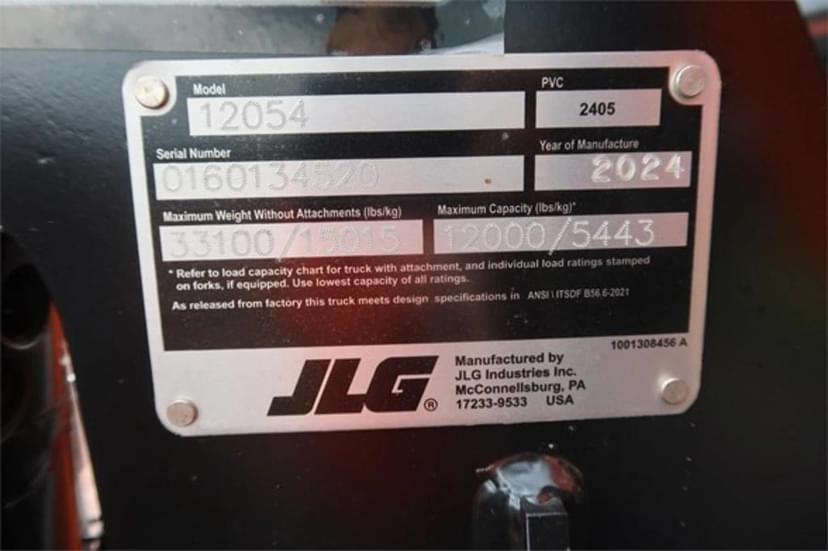 Model
PVC
12054
2405
Serial Number
Year of Manufacture
0160134520
2024
Maximum Weight Without Attachments (lbs/kg)
Maximum Capacity (lbs/kg)*
33100/15015
12000/5443
* Refer to load capacity chart for truck with attachment, and individual load ratings stamped
on forks, if equipped. Use lowest capacity of all ratings.
As released from factory this truck meets design specifications in ANSI \ ITSDF B56.6-2021
1001308456 A
JLG®
Manufactured by
JLG Industries Inc.
McConnellsburg, PA
17233-9533 USA